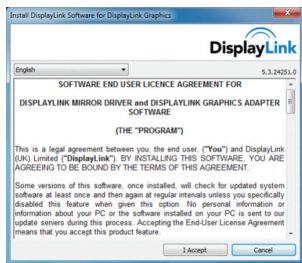 Install DisplayLink Software for DisplayLink Graphics
DisplayLink
English
5.3.24251.0
SOFTWARE END USER LICENCE AGREEMENT FOR
DISPLAYLINK MIRROR DRIVER and DISPLAYLINK GRAPHICS ADAPTER
SOFTWARE
(THE "PROGRAM")
This is a legal agreement between you, the end user, ("You") and DisplayLink
(UK) Limited ("DisplayLink"). BY INSTALLING THIS SOFTWARE, YOU ARE
AGREEING TO BE BOUND BY THE TERMS OF THIS AGREEMENT.
Some versions of this software, once installed, will check for updated system
software at least once and then again at regular intervals unless you specifically
disabled this feature when given this option. No personal information or
information about your PC or the software installed on your PC is sent to our
update servers during this process. Accepting the End-User License Agreement
means that you accept this product feature.
I Accept
Cancel